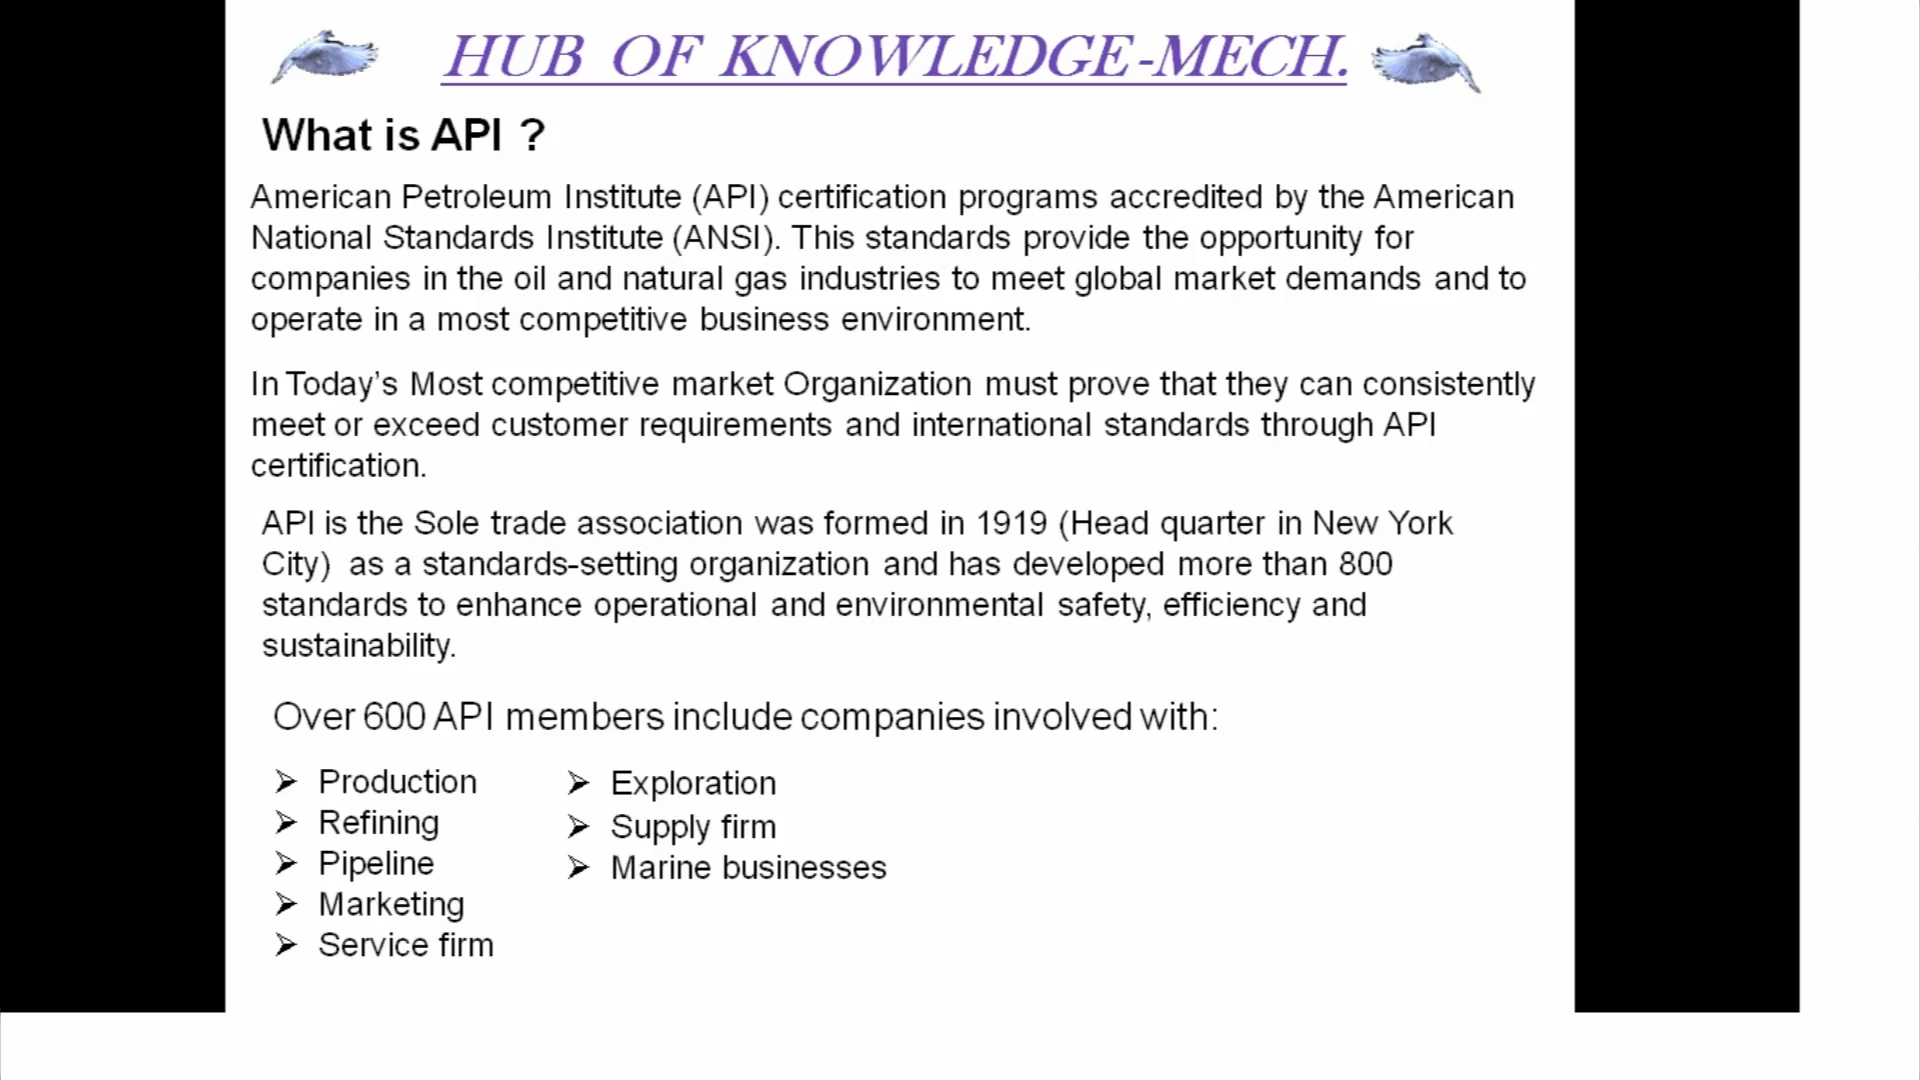 HUB OF KNOWLEDGE-MECH.
What is API ?
American Petroleum Institute (API) certification programs accredited by the American
National Standards Institute (ANSI). This standards provide the opportunity for
companies in the oil and natural gas industries to meet global market demands and to
operate in a most competitive business environment.
In Today's Most competitive market Organization must prove that they can consistently
meet or exceed customer requirements and international standards through API
certification.
API is the Sole trade association was formed in 1919 (Head quarter in New York
City) as a standards-setting organization and has developed more than 800
standards to enhance operational and environmental safety, efficiency and
sustainability.
Over 600 API members include companies involved with:
➢ Production
➢ Refining
➢ Pipeline
➢ Marketing
➢ Service firm
➢ Exploration
➢ Supply firm
➢ Marine businesses